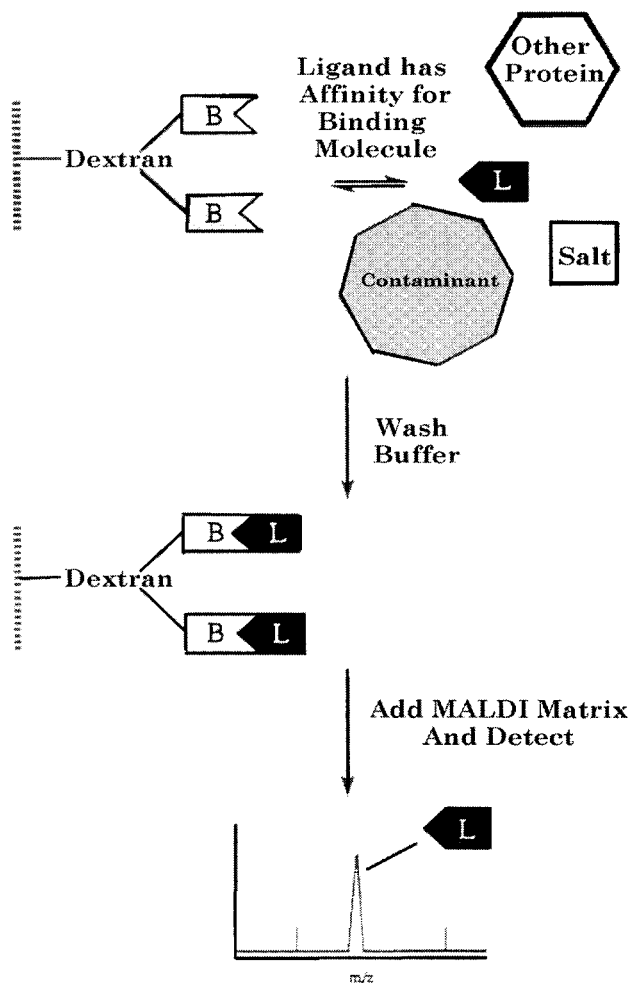 Other
Protein
Ligand has
Affinity for
Binding
Molecule
B
Dextran
B
L
Salt
Contaminant
Wash
Buffer
B L
Dextran
B L
Add MALDI Matrix
And Detect
L
m/z